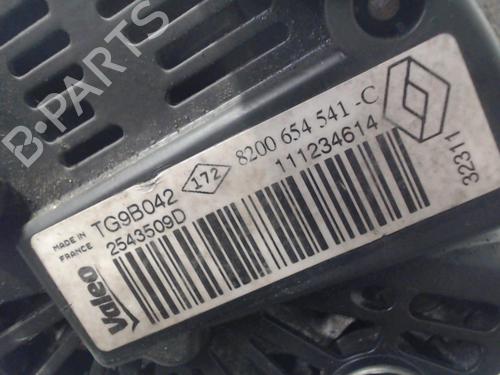 B-PARTS
8200 654 541 -C
172
111234614
32311
TG9B042
2543509D
MADE IN
FRANCE
Valeo